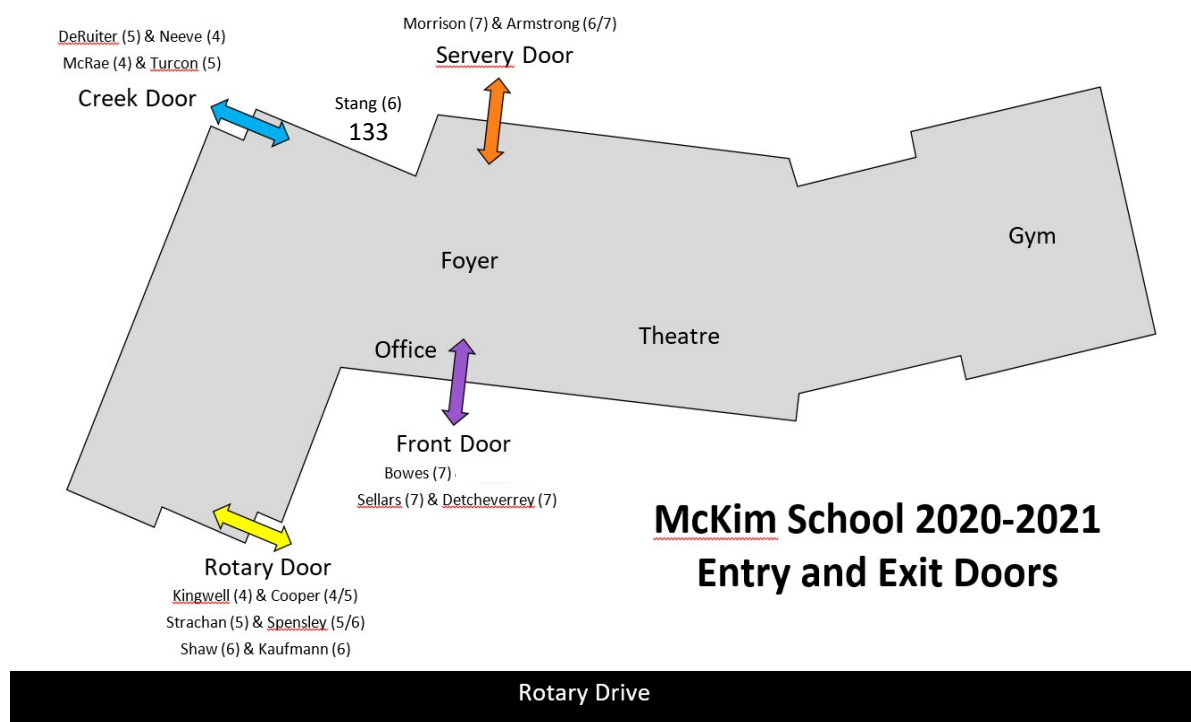 Morrison (7) & Armstrong (6/7)
Servery Door
DeRuiter (5) & Neeve (4)
McRae (4) & Turcon (5)
Creek Door
Stang (6)
133
Foyer
Gym
Office
Theatre
Front Door
Bowes (7)
Sellars (7) & Detcheverrey (7)
McKim School 2020-2021
Entry and Exit Doors
Rotary Door
Kingwell (4) & Cooper (4/5)
Strachan (5) & Spensley (5/6)
Shaw (6) & Kaufmann (6)
Rotary Drive